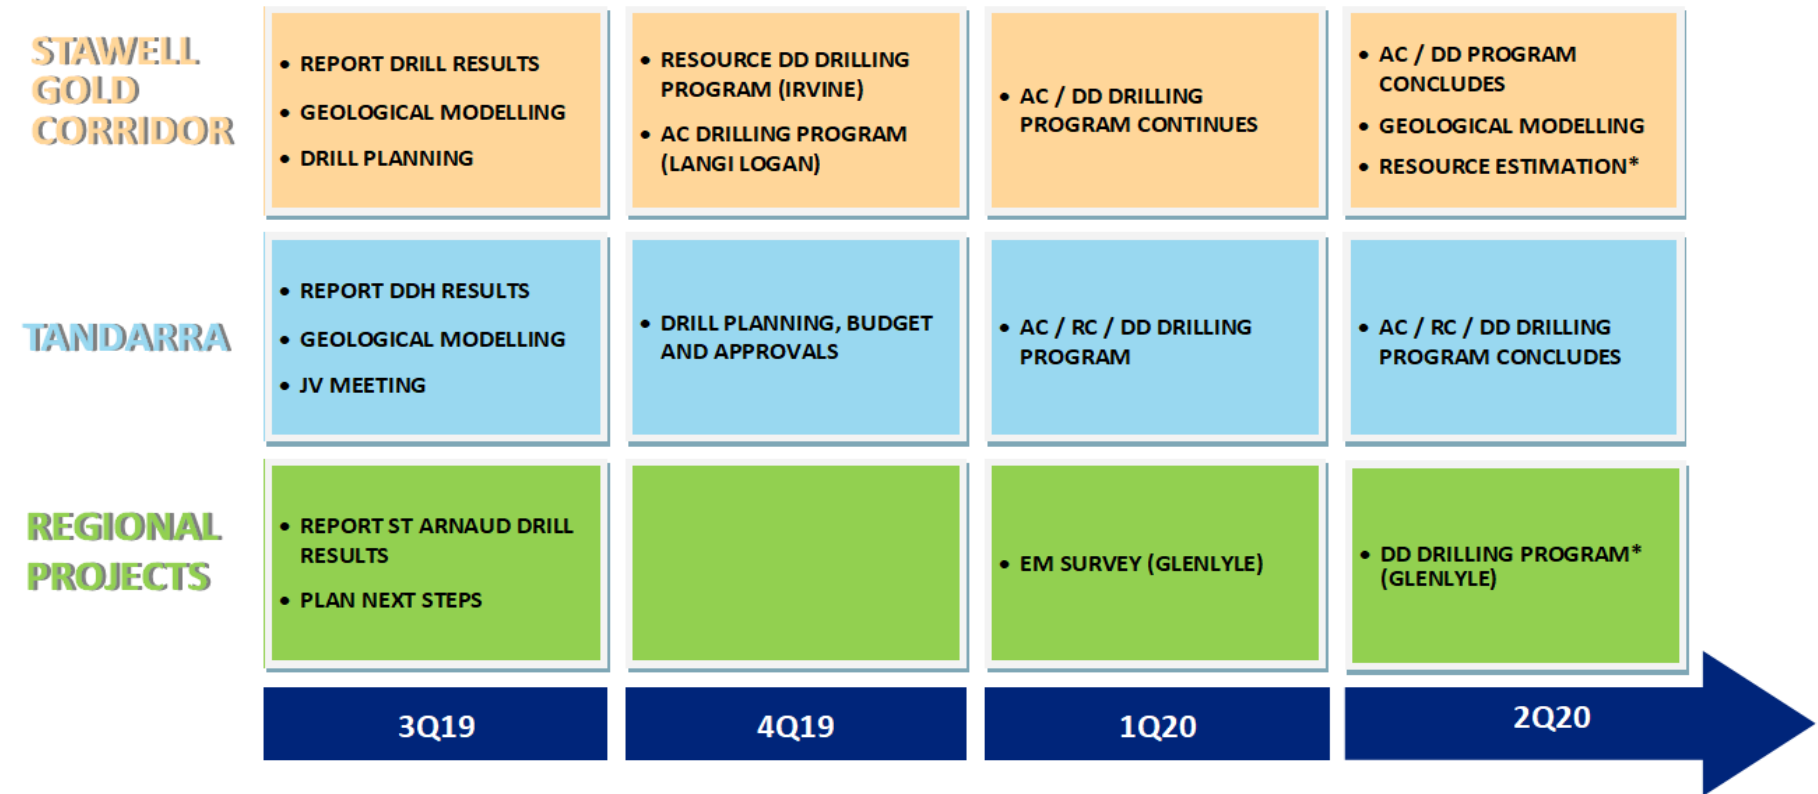 STAWELL
GOLD
CORRIDOR
• REPORT DRILL RESULTS
• GEOLOGICAL MODELLING
• DRILL PLANNING
• RESOURCE DD DRILLING
PROGRAM (IRVINE)
• AC DRILLING PROGRAM
(LANGI LOGAN)
• AC / DD DRILLING
PROGRAM CONTINUES
• AC / DD PROGRAM
CONCLUDES
• GEOLOGICAL MODELLING
• RESOURCE ESTIMATION*
TANDARRA
• REPORT DDH RESULTS
• GEOLOGICAL MODELLING
• JV MEETING
• DRILL PLANNING, BUDGET
AND APPROVALS
• AC / RC / DD DRILLING
PROGRAM
• AC / RC / DD DRILLING
PROGRAM CONCLUDES
REGIONAL
PROJECTS
• REPORT ST ARNAUD DRILL
RESULTS
• PLAN NEXT STEPS
• EM SURVEY (GLENLYLE)
• DD DRILLING PROGRAM*
(GLENLYLE)
3Q19
4Q19
1Q20
2Q20